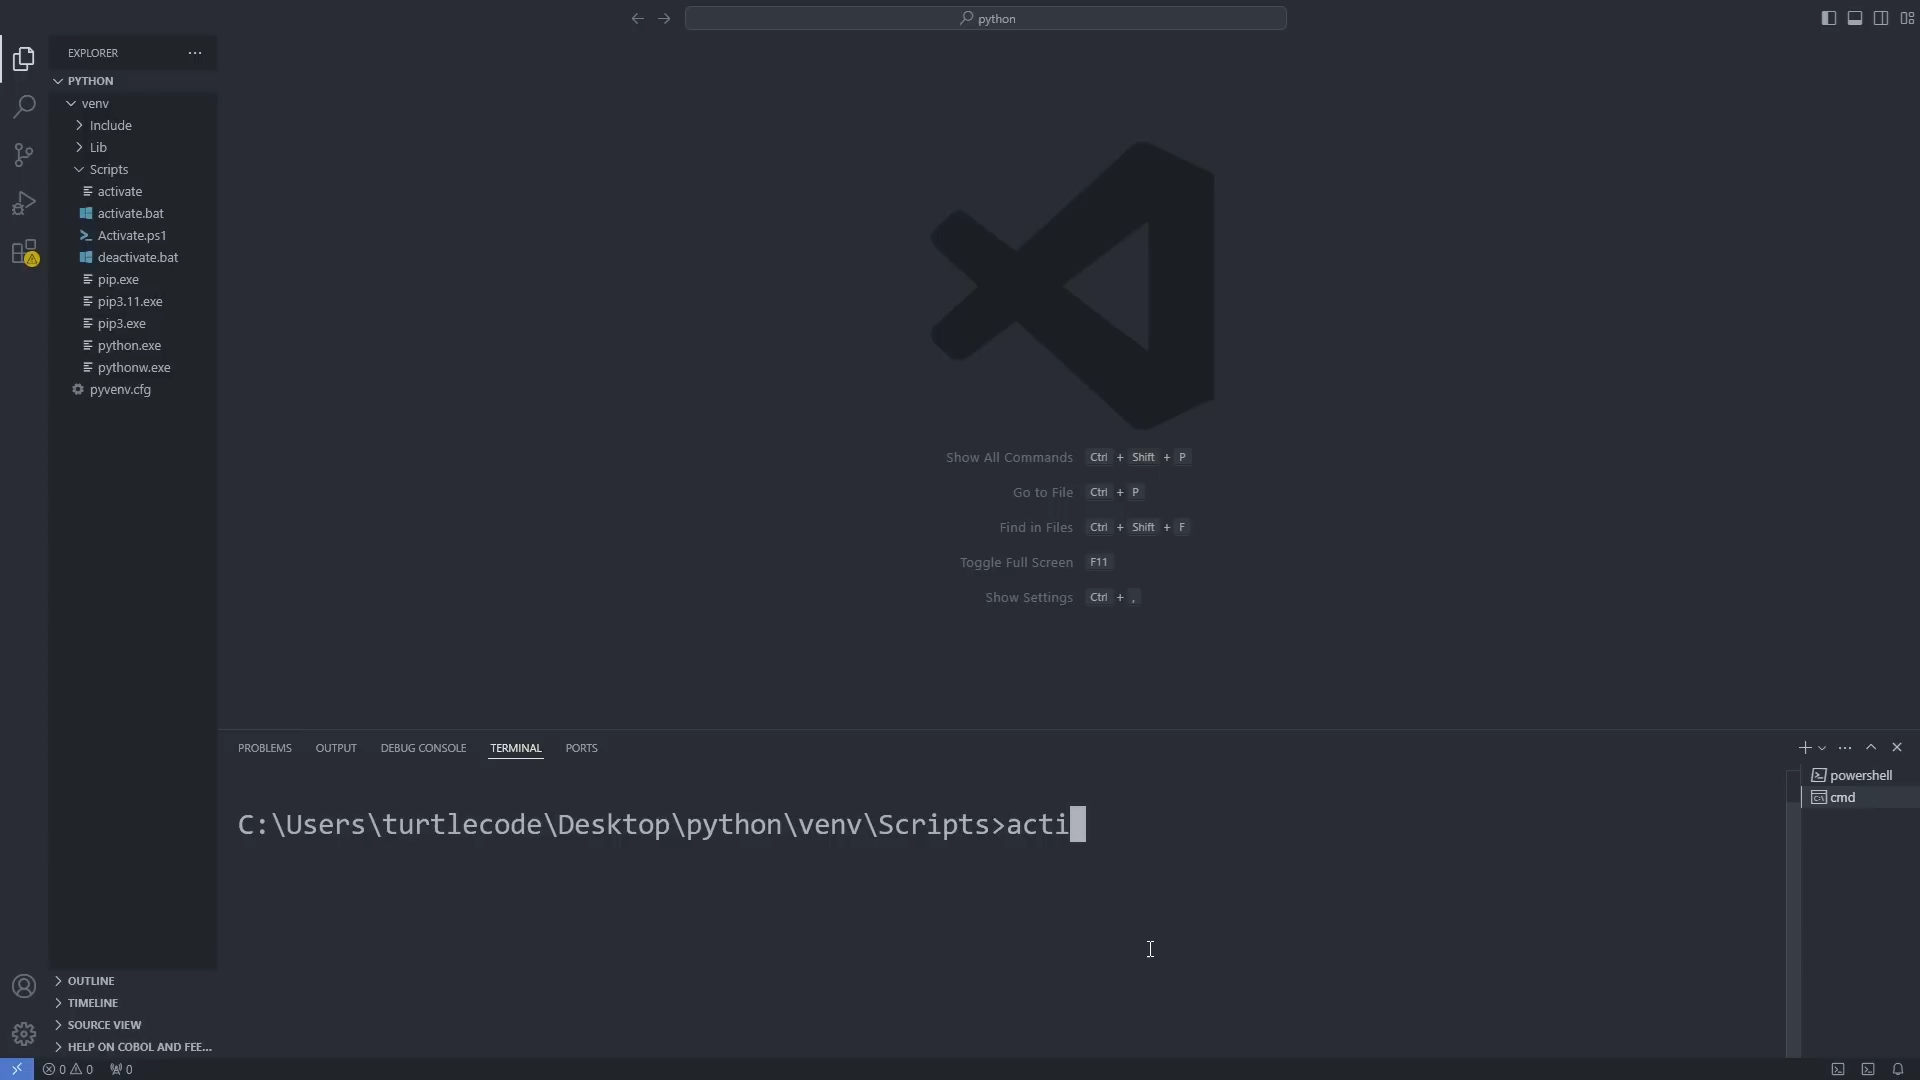 python
EXPLORER
PYTHON
venv
Include
Lib
Scripts
activate
activate.bat
Activate.ps1
deactivate.bat
pip.exe
pip3.11.exe
pip3.exe
python.exe
pythonw.exe
pyvenv.cfg
Show All Commands Ctrl + Shift + P
Go to File Ctrl + P
Find in Files Ctrl + Shift + F
Toggle Full Screen F11
Show Settings Ctrl + ,
PROBLEMS OUTPUT DEBUG CONSOLE TERMINAL PORTS
powershell
cmd
C:\Users\turtlecode\Desktop\python\venv\Scripts>acti
OUTLINE
TIMELINE
SOURCE VIEW
HELP ON COBOL AND FEE...
0 0 0